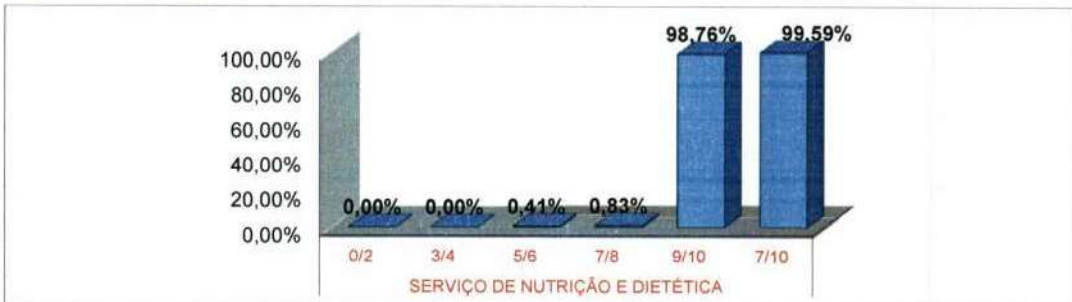 98,76% 99,59%
100,00%
80,00%
60,00%
40,00%
20,00%
0,00% 0,00% 0,41% 0,83%
0,00%
0/2 3/4 5/6 7/8 9/10 7/10
SERVIÇO DE NUTRIÇÃO E DIETÉTICA